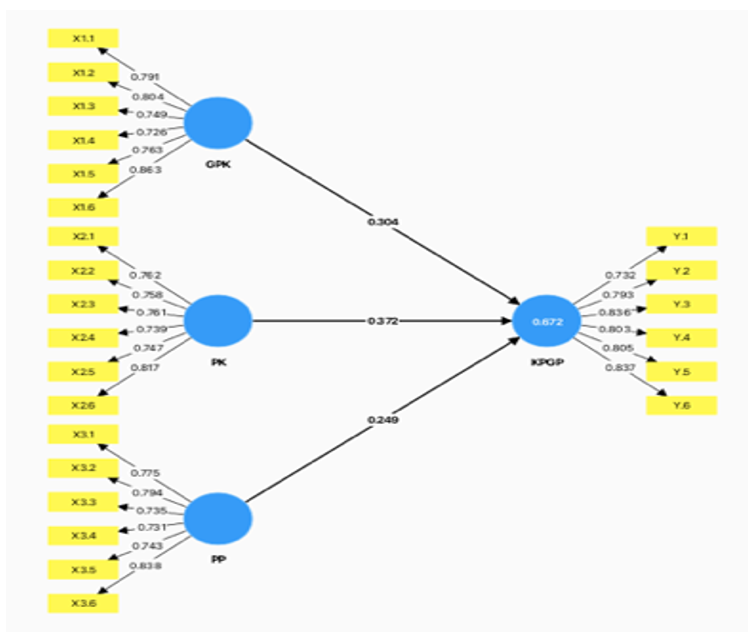 X1.1
X1.2
X1.3
X1.4
X1.5
X1.6
0.791
0.804
0.749
0.726
0.763
0.863
GPK
X2.1
X2.2
X2.3
X2.4
X2.5
X2.6
0.762
0.758
0.761
0.739
0.747
0.817
PK
X3.1
X3.2
X3.3
X3.4
X3.5
X3.6
0.775
0.794
0.735
0.731
0.743
0.838
PP
0.304
0.372
0.249
0.672
KPGP
0.732
0.793
0.836
0.803
0.805
0.837
Y.1
Y.2
Y.3
Y.4
Y.5
Y.6